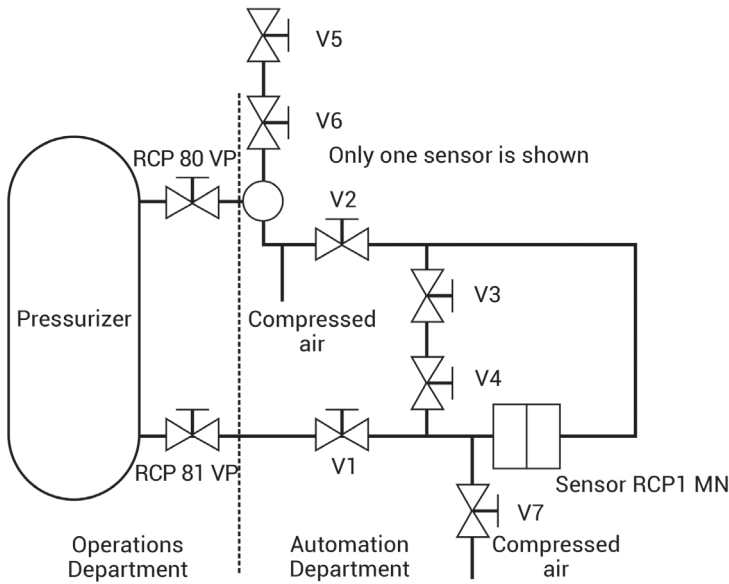 V5
V6
RCP 80 VP
Only one sensor is shown
V2
V3
Pressurizer
Compressed
air
V4
V1
RCP 81 VP
Sensor RCP1 MN
V7
Operations
Department
Automation
Department
Compressed
air